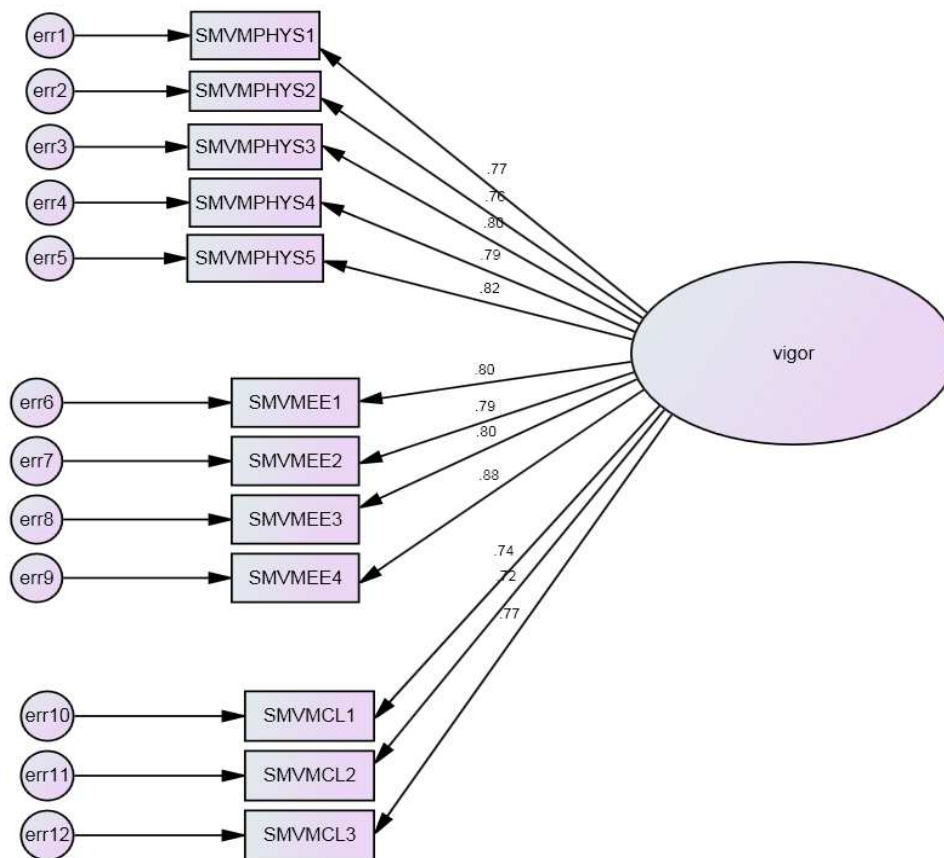 err1 SMVMPHYS1
err2 SMVMPHYS2
err3 SMVMPHYS3
err4 SMVMPHYS4
err5 SMVMPHYS5
.77
.76
.80
.79
.82
vigor
err6 SMVMEE1
err7 SMVMEE2
err8 SMVMEE3
err9 SMVMEE4
.80
.79
.80
.88
err10 SMVMCL1
err11 SMVMCL2
err12 SMVMCL3
.74
.72
.77